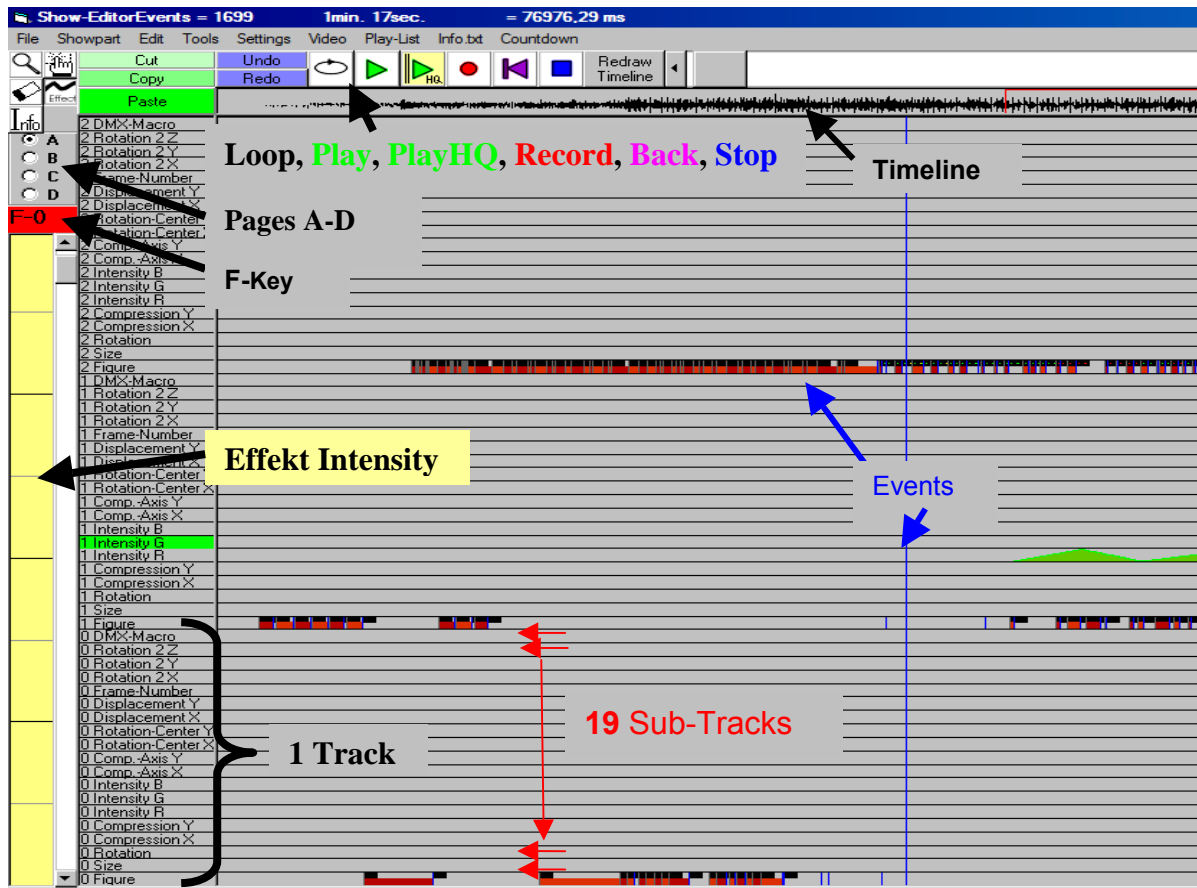 Show-EditorEvents = 1699 1min. 17sec. = 76976,29 ms
File Showpart Edit Tools Settings Video Play-List Info.txt Countdown
Cut Undo Redraw
Copy Redo HQ Timeline
Effect Paste
Info
A
B
C
D
F-0
Loop, Play, PlayHQ, Record, Back, Stop
Timeline
Pages A-D
F-Key
2 DMX-Macro
2 Rotation 2 Z
2 Rotation 2 Y
2 Rotation 2 X
2 Frame-Number
2 Displacement Y
2 Displacement X
2 Rotation-Center
2 Rotation-Center
2 Comp.-Axis Y
2 Comp.-Axis
2 Intensity B
2 Intensity G
2 Intensity R
2 Compression Y
2 Compression X
2 Rotation
2 Size
2 Figure
1 DMX-Macro
1 Rotation 2 Z
1 Rotation 2 Y
1 Rotation 2 X
1 Frame-Number
1 Displacement Y
1 Displacement X
1 Rotation-Center
1 Rotation-Center X
1 Comp.-Axis Y
1 Comp.-Axis X
1 Intensity B
1 Intensity G
1 Intensity R
1 Compression Y
1 Compression X
1 Rotation
1 Size
1 Figure
Effekt Intensity
Events
0 DMX-Macro
0 Rotation 2 Z
0 Rotation 2 Y
0 Rotation 2 X
0 Frame-Number
0 Displacement Y
0 Displacement X
0 Rotation-Center Y
0 Rotation-Center X
0 Comp.-Axis Y
0 Comp.-Axis X
0 Intensity B
0 Intensity G
0 Intensity R
0 Compression Y
0 Compression X
0 Rotation
0 Size
0 Figure
1 Track
19 Sub-Tracks